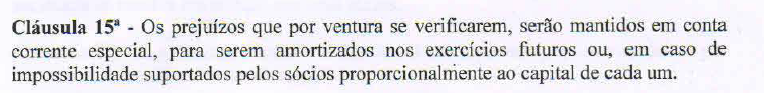 Cláusula 15ª - Os prejuízos que por ventura se verificarem, serão mantidos em conta
corrente especial, para serem amortizados nos exercícios futuros ou, em caso de
impossibilidade suportados pelos sócios proporcionalmente ao capital de cada um.